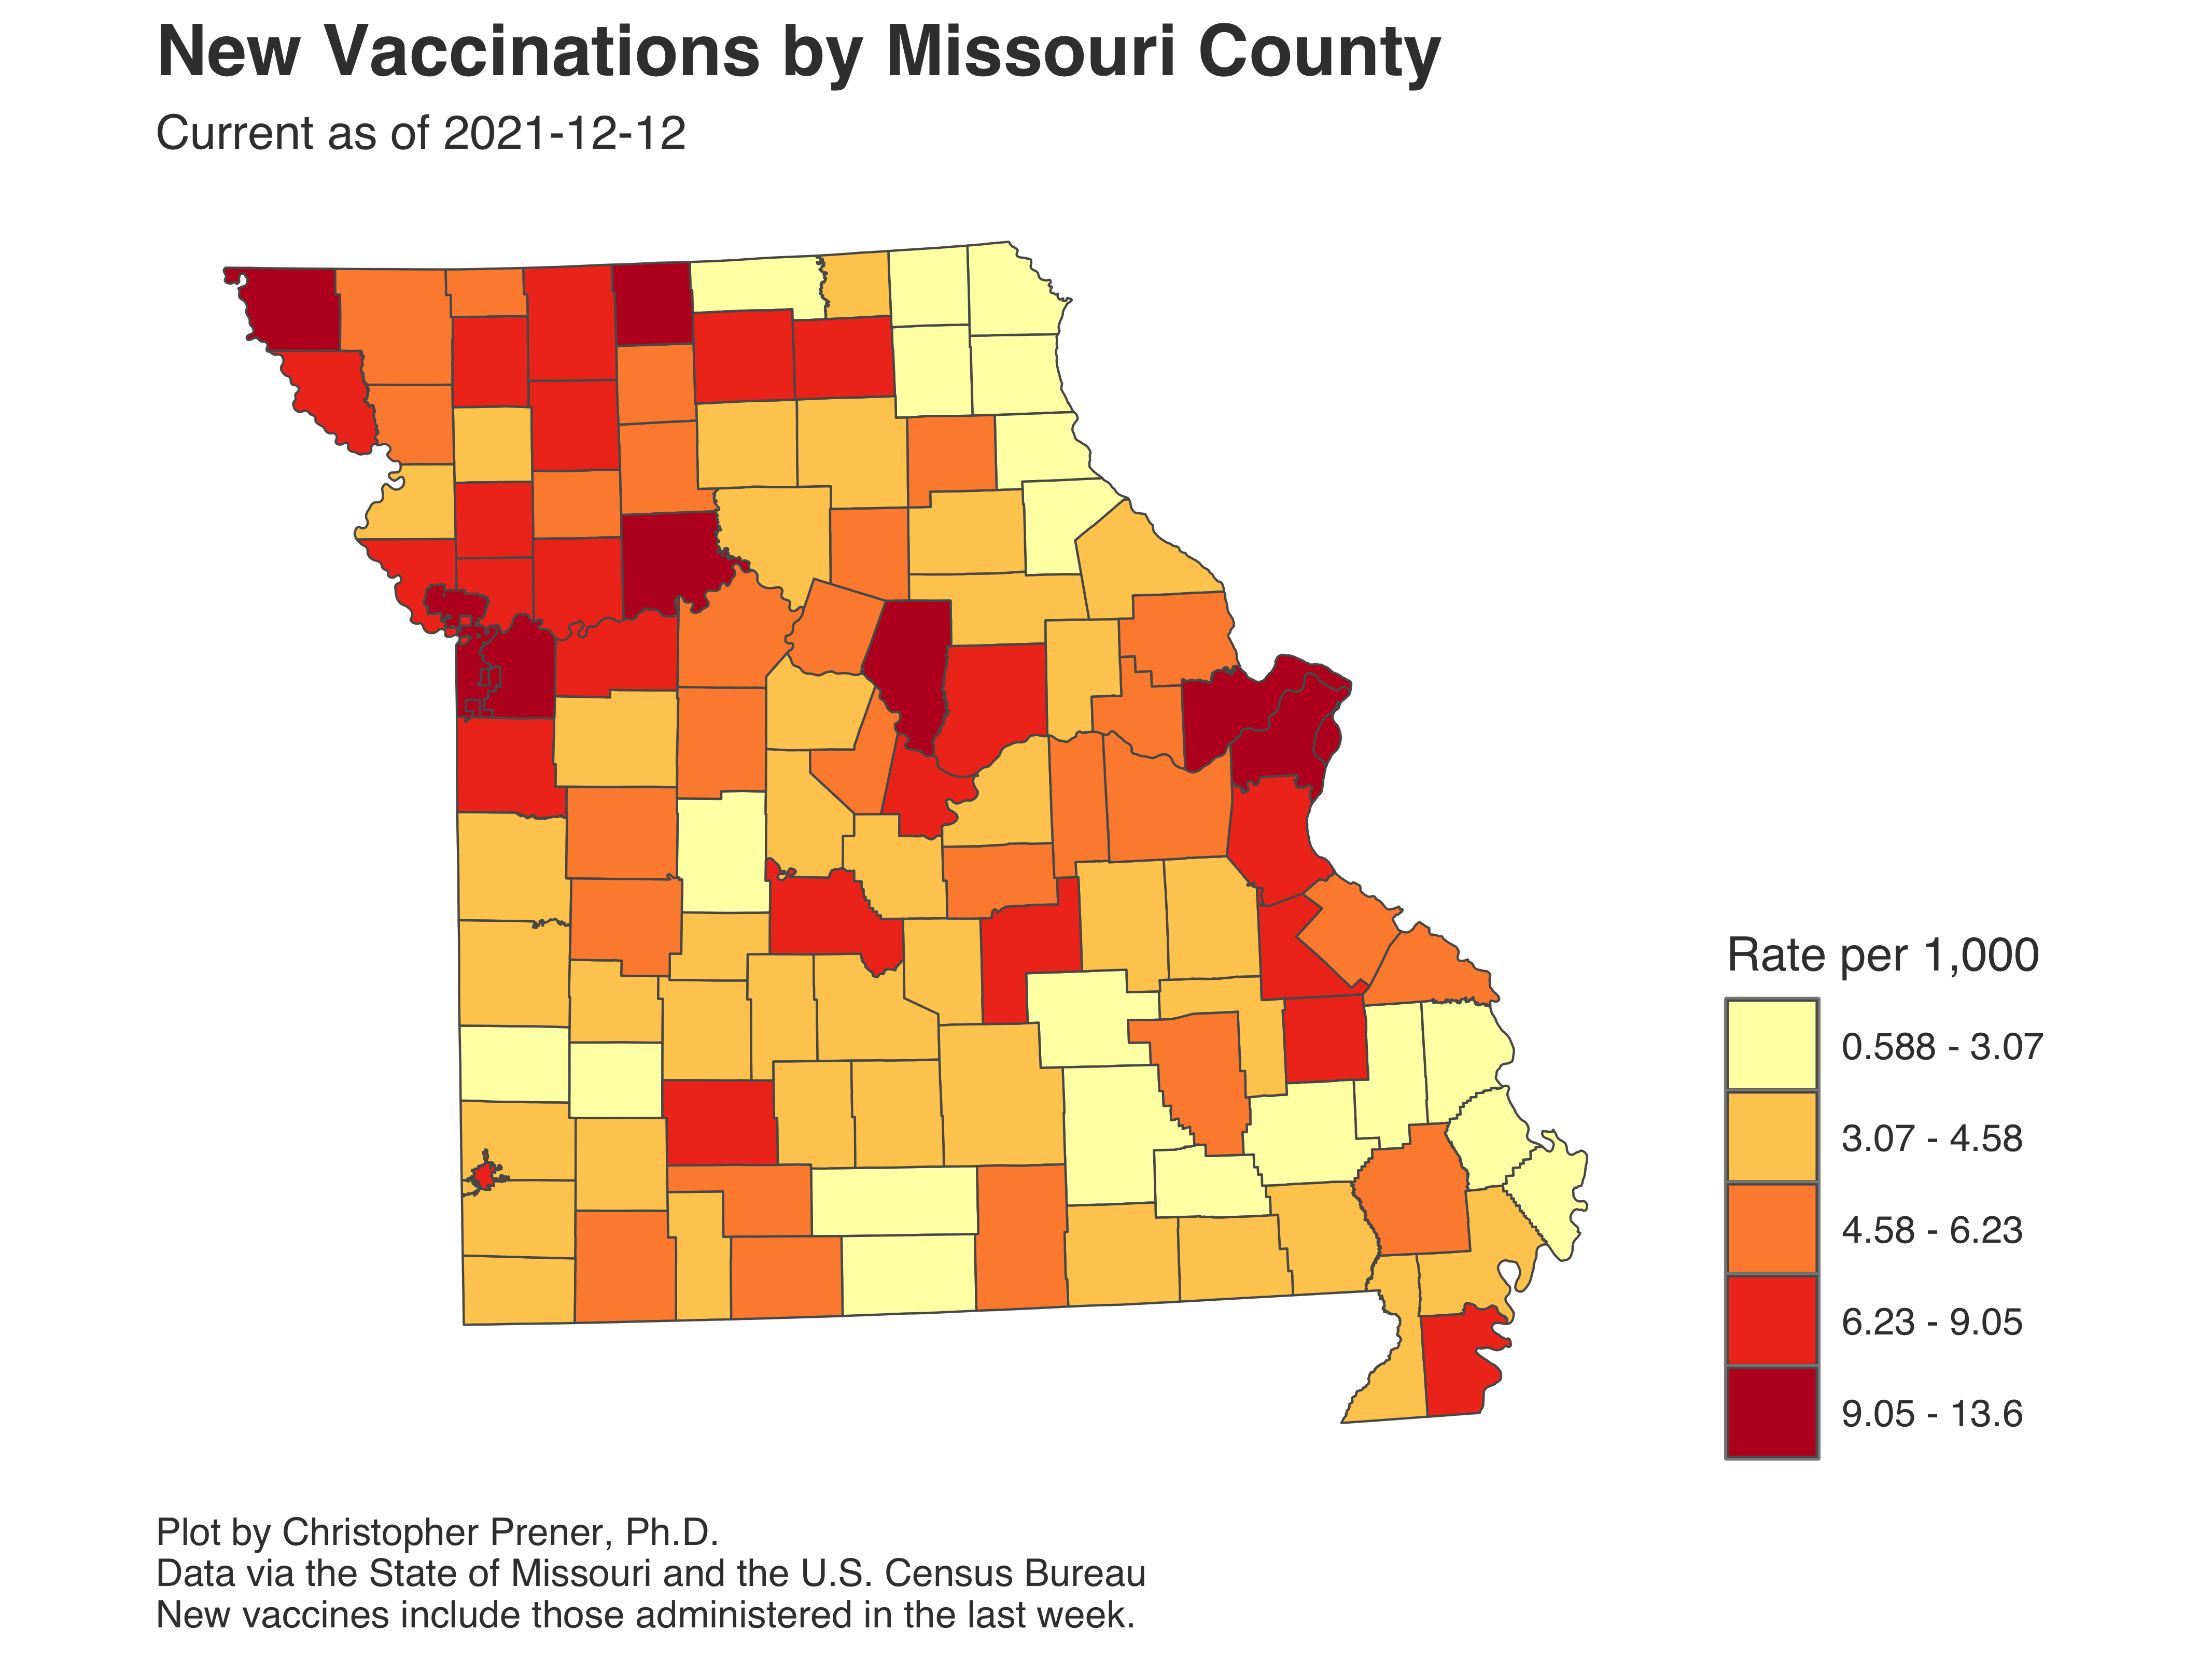 New Vaccinations by Missouri County
Current as of 2021-12-12
Rate per 1,000
0.588 - 3.07
3.07 - 4.58
4.58 - 6.23
6.23 - 9.05
9.05 - 13.6
Plot by Christopher Prener, Ph.D.
Data via the State of Missouri and the U.S. Census Bureau
New vaccines include those administered in the last week.